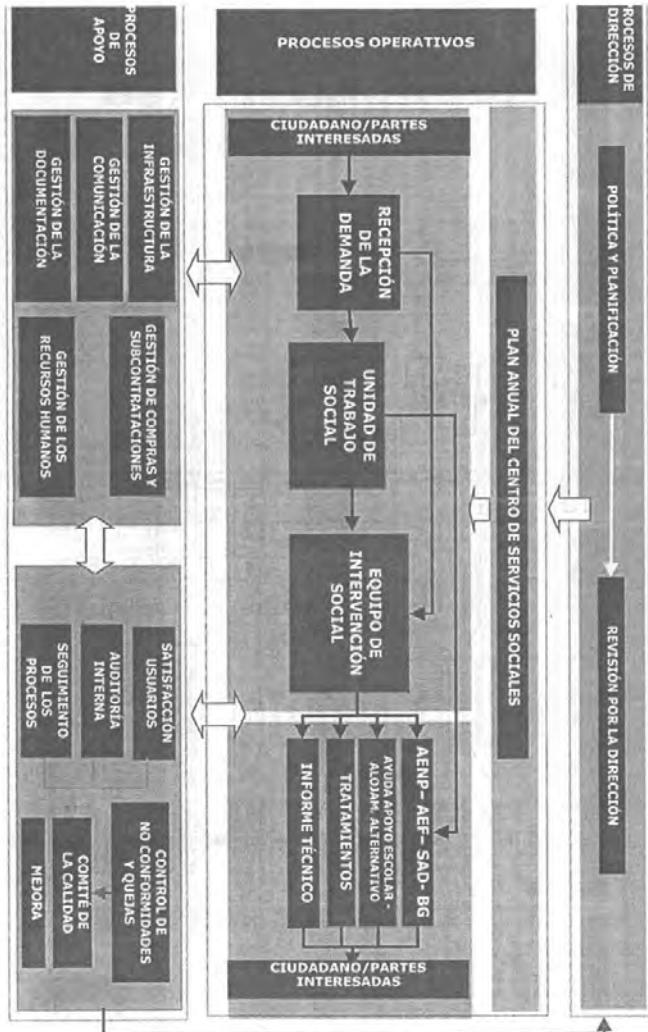 PROCESOS DE
DIRECCIÓN
POLÍTICA Y PLANIFICACIÓN
REVISIÓN POR LA DIRECCIÓN
PROCESOS OPERATIVOS
PLAN ANUAL DEL CENTRO DE SERVICIOS SOCIALES
CIUDADANO/PARTES
INTERESADAS
RECEPCIÓN
DE LA
DEMANDA
UNIDAD DE
TRABAJO
SOCIAL
EQUIPO DE
INTERVENCIÓN
SOCIAL
AENP– AEF– SAD- BG
AYUDA APOYO ESCOLAR -
ALOJAM. ALTERNATIVO
TRATAMIENTOS
INFORME TÉCNICO
CIUDADANO/PARTES
INTERESADAS
PROCESOS
DE
APOYO
GESTIÓN DE LA
INFRAESTRUCTURA
GESTIÓN DE LA
COMUNICACIÓN
GESTIÓN DE LA
DOCUMENTACIÓN
GESTIÓN DE COMPRAS Y
SUBCONTRATACIONES
GESTIÓN DE LOS
RECURSOS HUMANOS
SATISFACCIÓN
USUARIOS
AUDITORÍA
INTERNA
SEGUIMIENTO
DE LOS
PROCESOS
CONTROL DE
NO CONFORMIDADES
Y QUEJAS
COMITÉ DE
LA CALIDAD
MEJORA